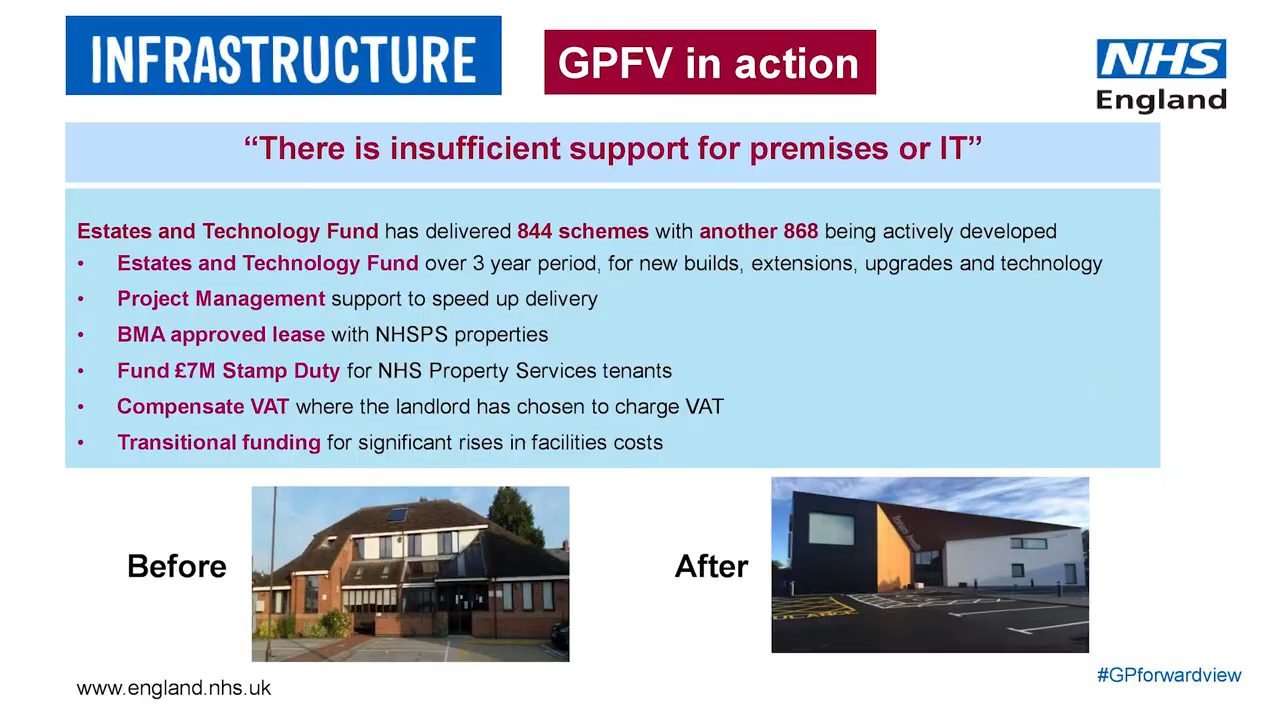 INFRASTRUCTURE
GPFV in action
NHS
England
“There is insufficient support for premises or IT”
Estates and Technology Fund has delivered 844 schemes with another 868 being actively developed
• Estates and Technology Fund over 3 year period, for new builds, extensions, upgrades and technology
• Project Management support to speed up delivery
• BMA approved lease with NHSPS properties
• Fund £7M Stamp Duty for NHS Property Services tenants
• Compensate VAT where the landlord has chosen to charge VAT
• Transitional funding for significant rises in facilities costs
Before
After
www.england.nhs.uk
#GPforwardview